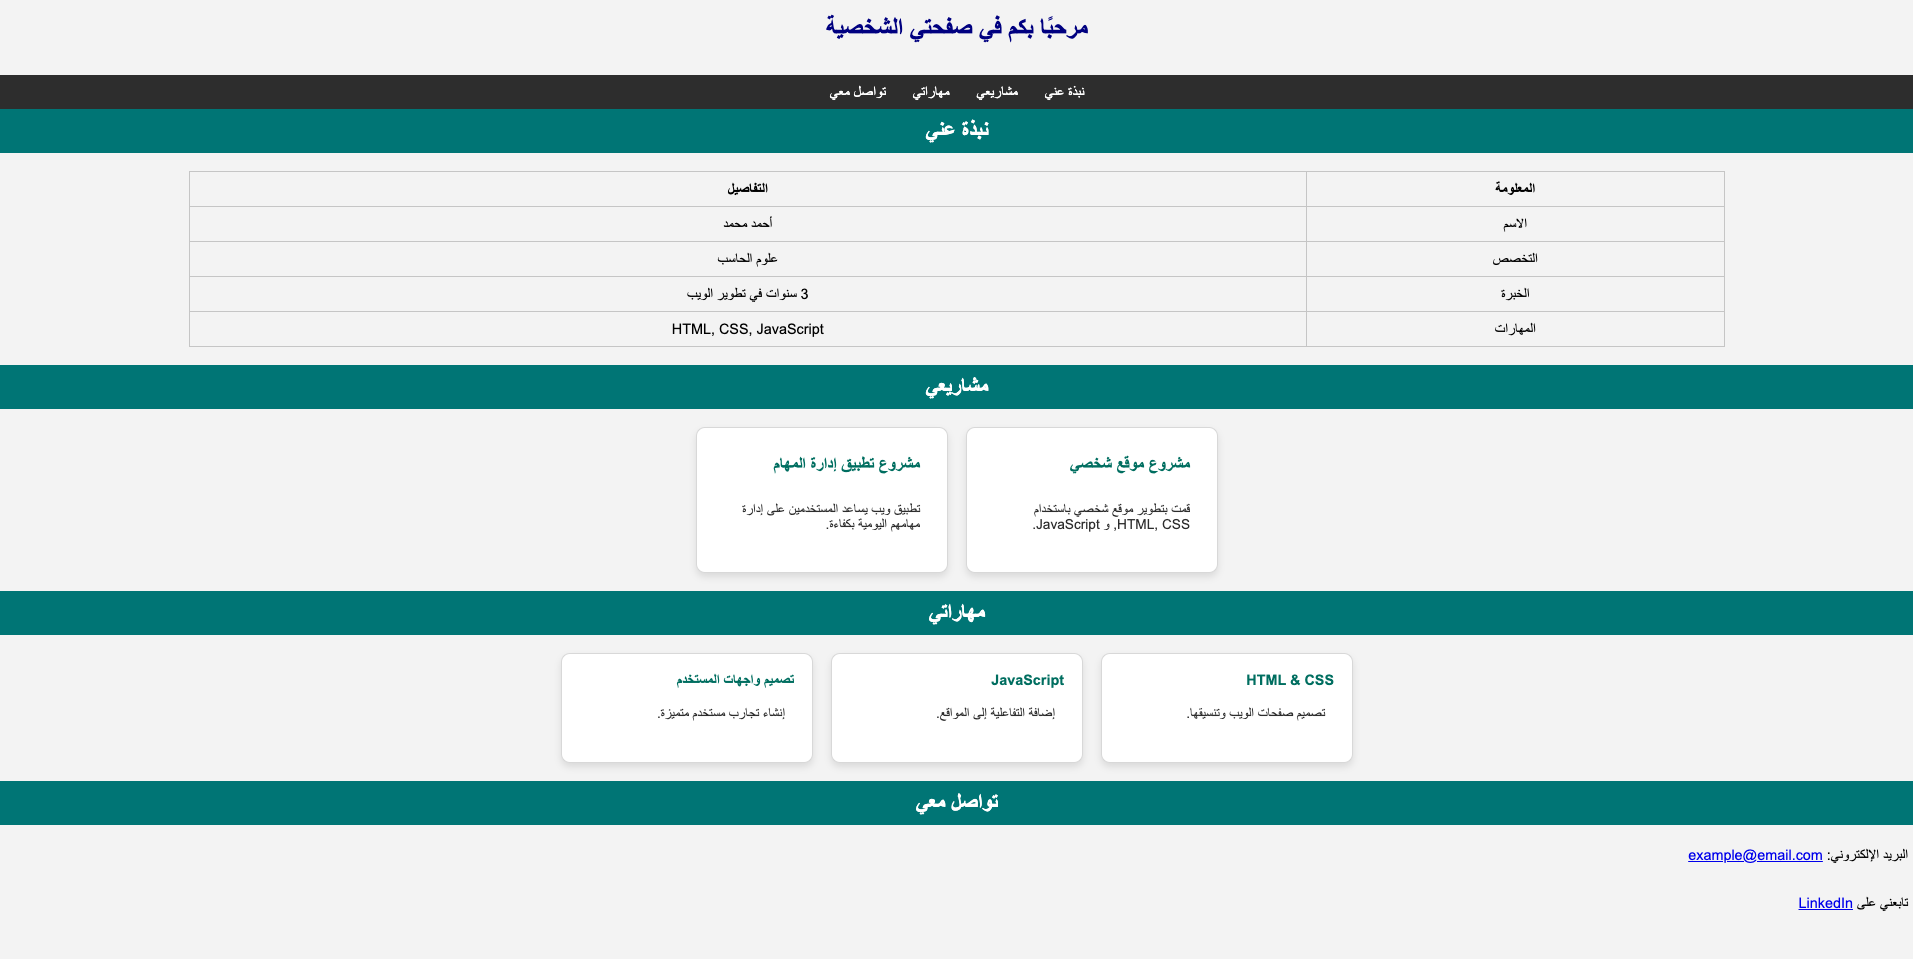 مرحبًا بكم في صفحتي الشخصية
نبذة عني مشاريعي مهاراتي تواصل معي
نبذة عني
المعلومة التفاصيل
الاسم أحمد محمد
التخصص علوم الحاسب
الخبرة 3 سنوات في تطوير الويب
المهارات HTML, CSS, JavaScript
مشاريعي
مشروع موقع شخصي
قمت بتطوير موقع شخصي باستخدام
HTML, CSS, و JavaScript.
مشروع تطبيق إدارة المهام
تطبيق ويب يساعد المستخدمين على إدارة
مهامهم اليومية بكفاءة.
مهاراتي
HTML & CSS
تصميم صفحات الويب وتنسيقها.
JavaScript
إضافة التفاعلية إلى المواقع.
تصميم واجهات المستخدم
إنشاء تجارب مستخدم متميزة.
تواصل معي
البريد الإلكتروني: example@email.com
تابعني على LinkedIn